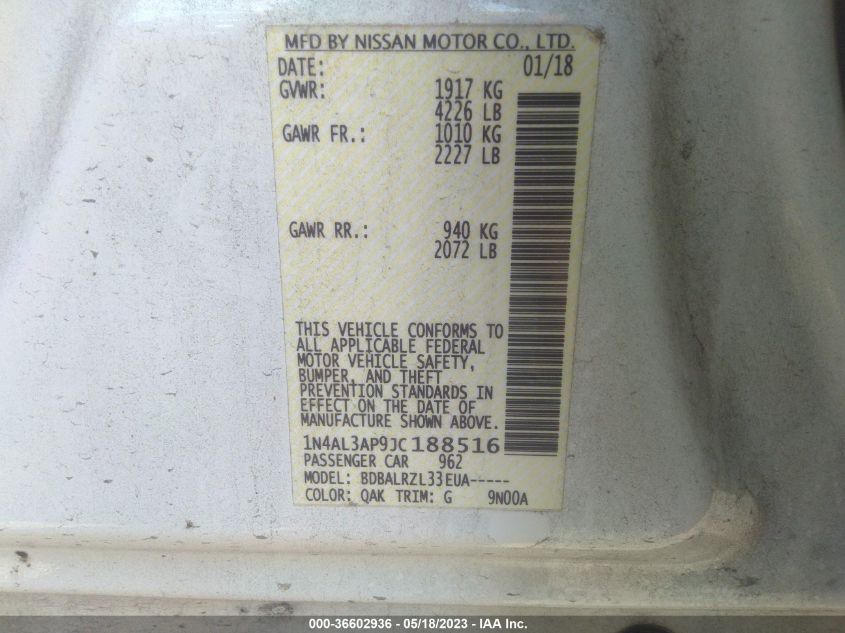 MFD BY NISSAN MOTOR CO., LTD.
DATE: 01/18
GVWR: 1917 KG
4226 LB
GAWR FR.: 1010 KG
2227 LB
GAWR RR.: 940 KG
2072 LB
THIS VEHICLE CONFORMS TO
ALL APPLICABLE FEDERAL
MOTOR VEHICLE SAFETY,
BUMPER, AND THEFT
PREVENTION STANDARDS IN
EFFECT ON THE DATE OF
MANUFACTURE SHOWN ABOVE.
1N4AL3AP9JC188516
PASSENGER CAR 962
MODEL: BDBALRZL33EUA-----
COLOR: QAK TRIM: G 9N00A
000-36602936 - 05/18/2023 - IAA Inc.